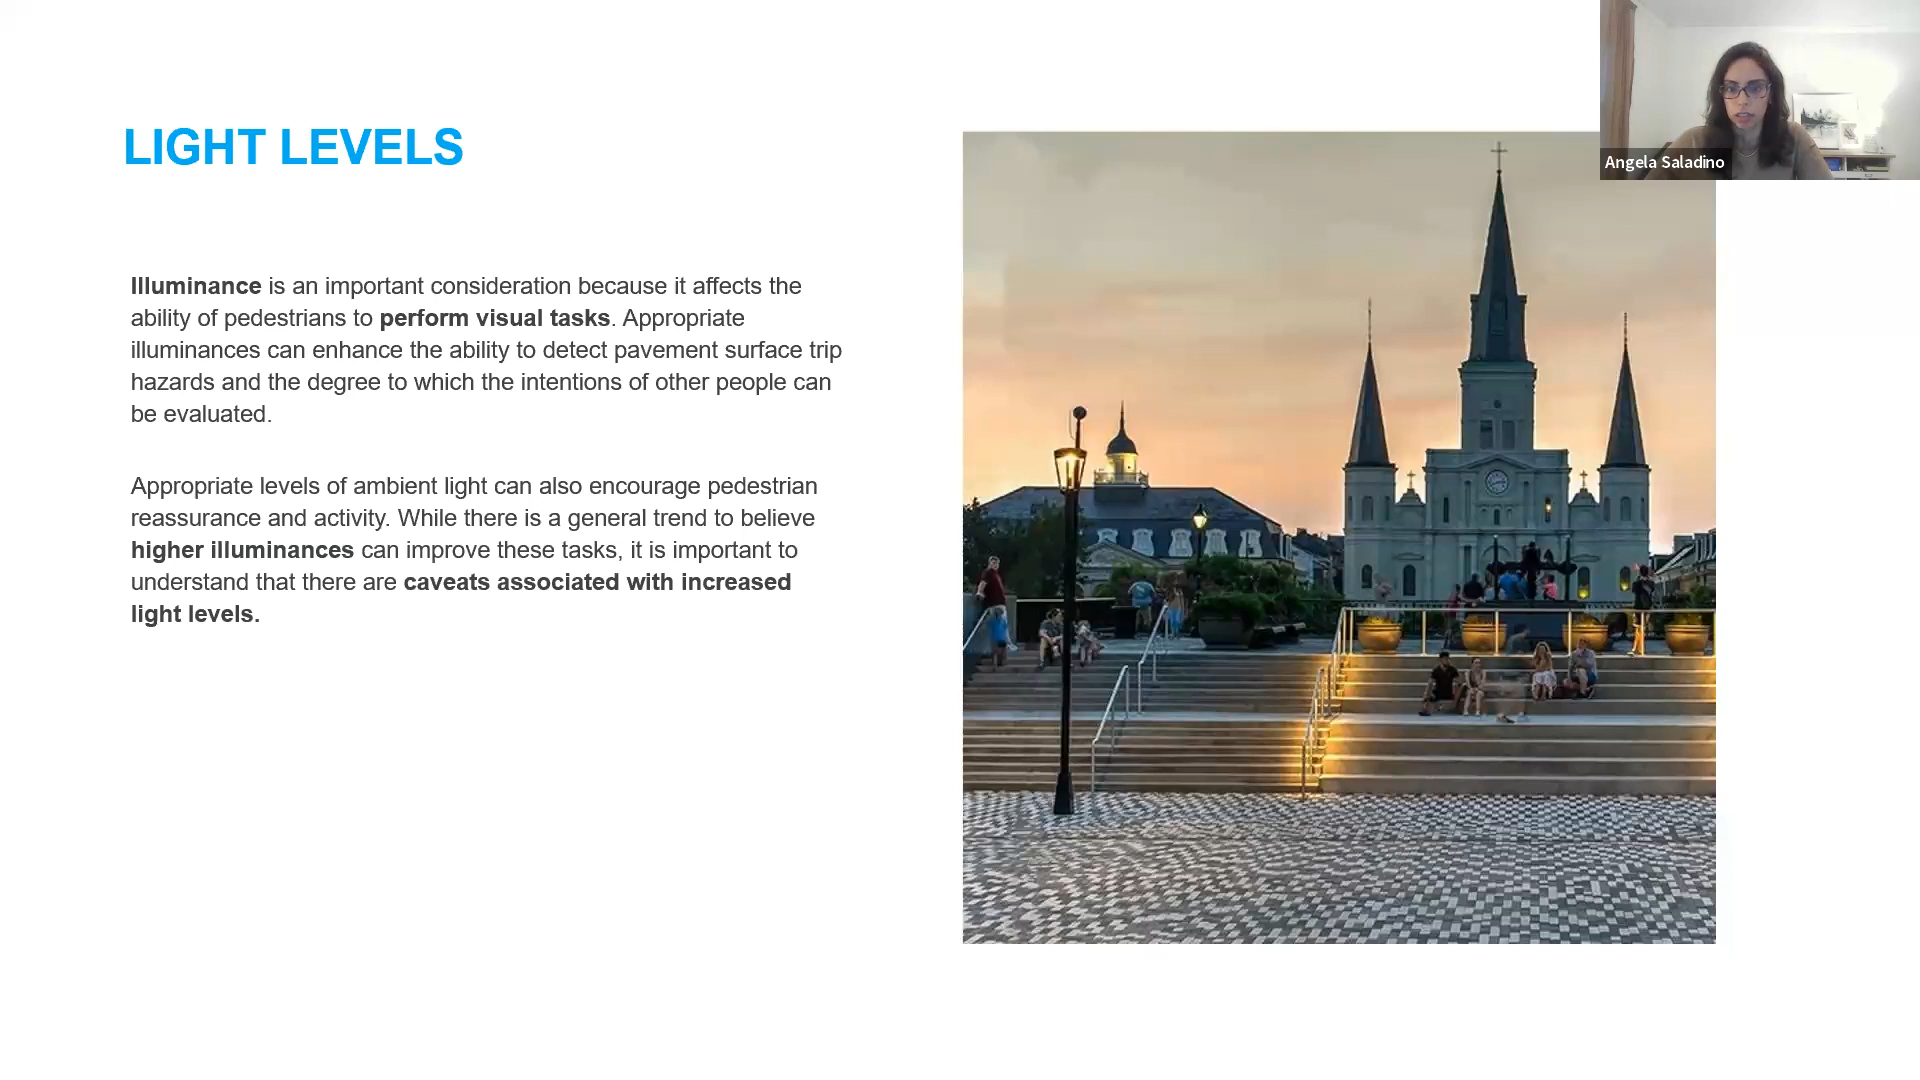 LIGHT LEVELS
Illuminance is an important consideration because it affects the
ability of pedestrians to perform visual tasks. Appropriate
illuminances can enhance the ability to detect pavement surface trip
hazards and the degree to which the intentions of other people can
be evaluated.
Appropriate levels of ambient light can also encourage pedestrian
reassurance and activity. While there is a general trend to believe
higher illuminances can improve these tasks, it is important to
understand that there are caveats associated with increased
light levels.
Angela Saladino